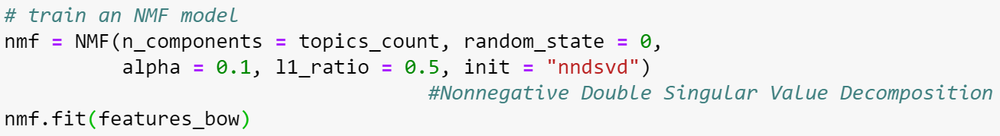 # train an NMF model
nmf = NMF(n_components = topics_count, random_state = 0,
alpha = 0.1, l1_ratio = 0.5, init = "nndsvd")
#Nonnegative Double Singular Value Decomposition
nmf.fit(features_bow)